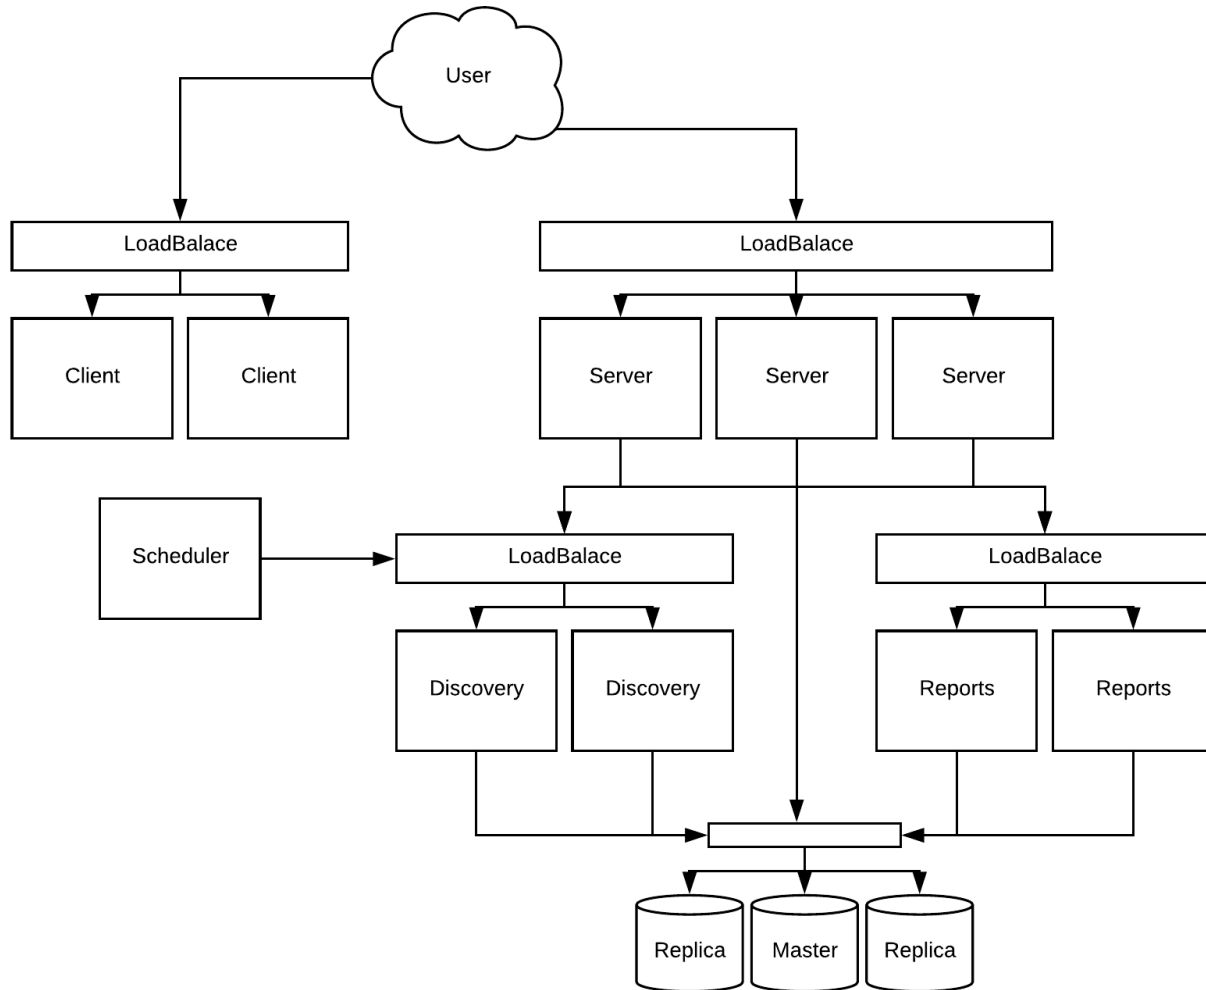 User
LoadBalace
LoadBalace
Client
Client
Server
Server
Server
Scheduler
LoadBalace
LoadBalace
Discovery
Discovery
Reports
Reports
Replica
Master
Replica